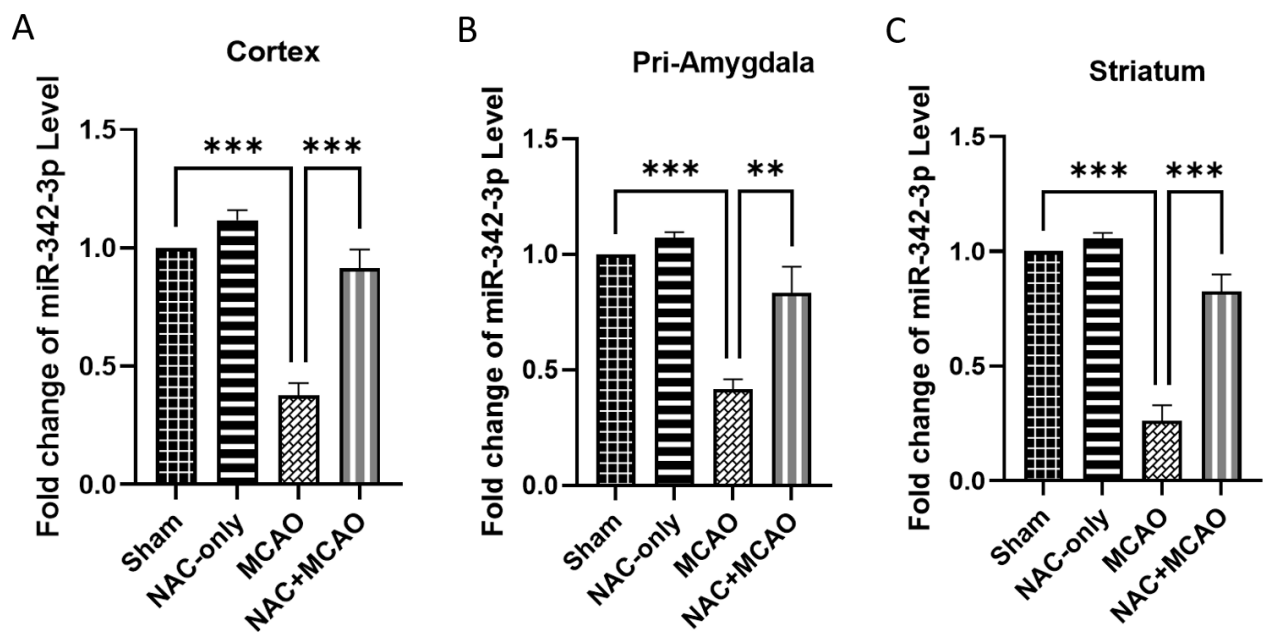 A
Cortex
Fold change of miR-342-3p Level
1.5
1.0
0.5
0.0
***
***
Sham
NAC-only
MCAO
NAC+MCAO
B
Pri-Amygdala
Fold change of miR-342-3p Level
1.5
1.0
0.5
0.0
***
**
Sham
NAC-only
MCAO
NAC+MCAO
C
Striatum
Fold change of miR-342-3p Level
1.5
1.0
0.5
0.0
***
***
Sham
NAC-only
MCAO
NAC+MCAO